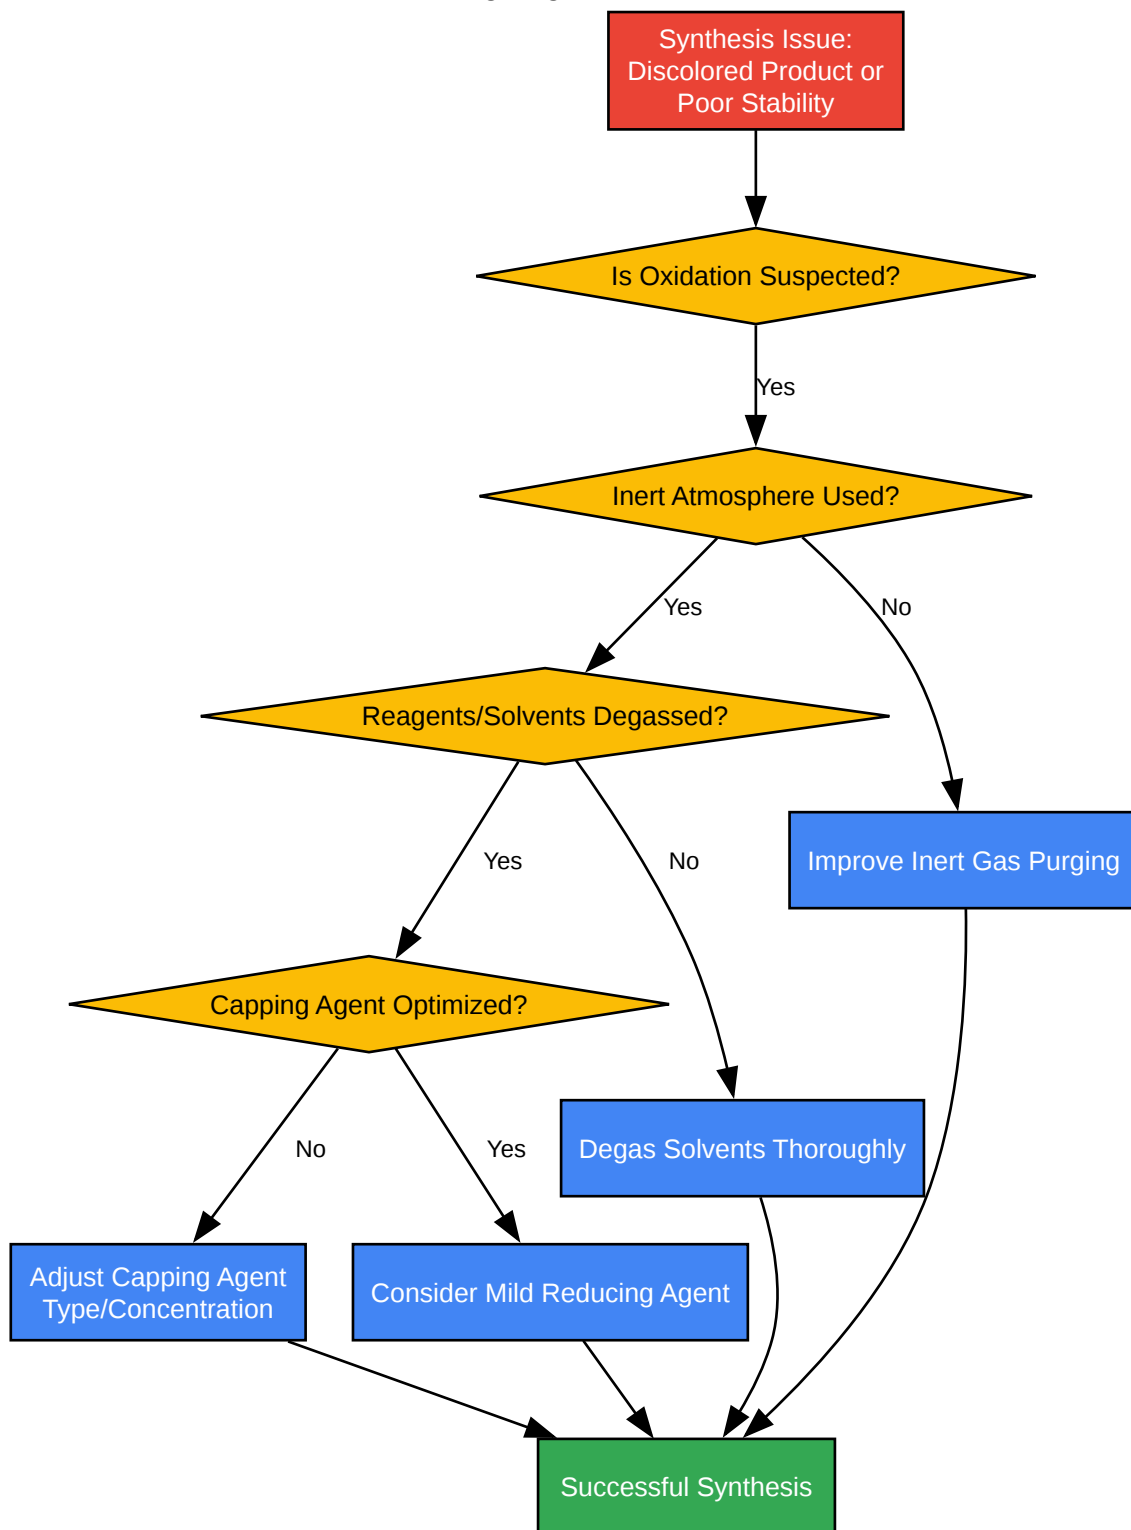 Synthesis Issue:
Discolored Product or
Poor Stability
Is Oxidation Suspected?
Yes
Inert Atmosphere Used?
Yes
No
Reagents/Solvents Degassed?
Yes
No
Improve Inert Gas Purging
Capping Agent Optimized?
No
Yes
Degas Solvents Thoroughly
Adjust Capping Agent
Type/Concentration
Consider Mild Reducing Agent
Successful Synthesis